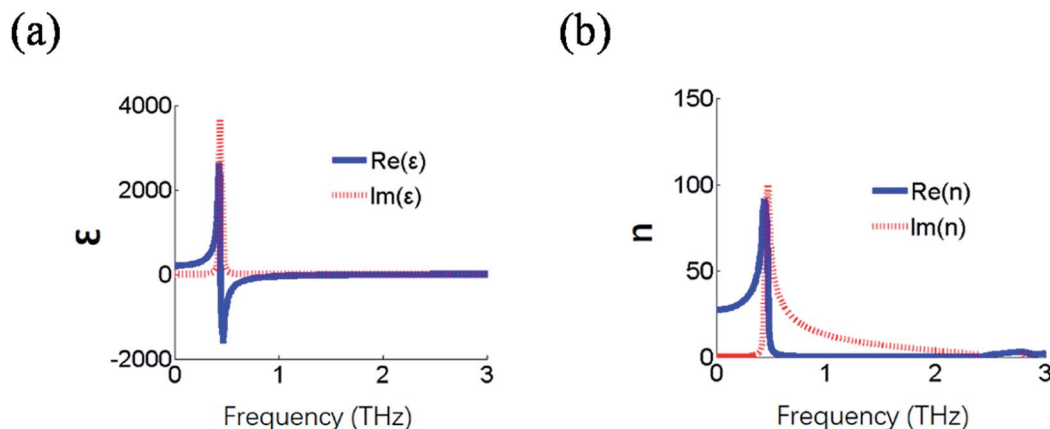 (a)
(b)
4000
2000
0
-2000
ε
Re(ε)
Im(ε)
0
1
2
3
Frequency (THz)
150
100
50
0
n
Re(n)
Im(n)
0
1
2
3
Frequency (THz)